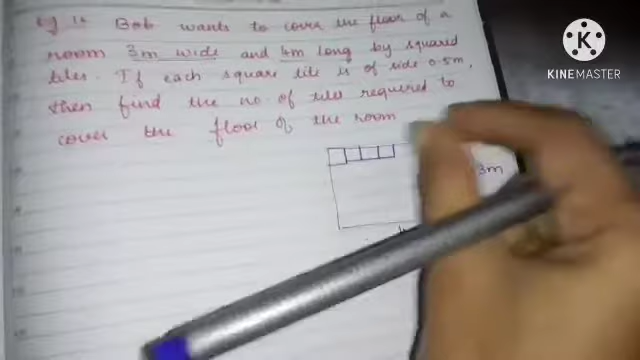 Eg 14 Bob wants to cover the floor of a
room 3m wide and 4m long by squared
tiles. If each square tile is of side 0.5m,
then find the no. of tiles required to
cover the floor of the room
3m
KINEMASTER